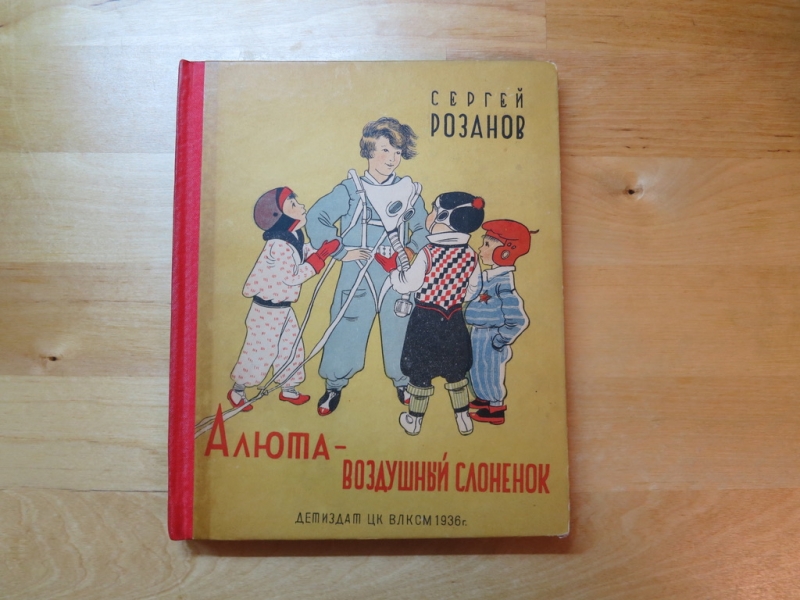 СЕРГЕЙ
РОЗАНОВ
АЛЮТА-
ВОЗДУШНЫЙ СЛОНЕНОК
ДЕТИЗДАТ ЦК ВЛКСМ 1936г.